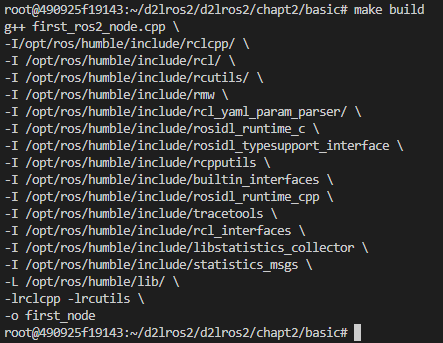 root@490925f19143:~/d2lros2/d2lros2/chapt2/basic# make build
g++ first_ros2_node.cpp \
-I/opt/ros/humble/include/rclcpp/ \
-I /opt/ros/humble/include/rcl/ \
-I /opt/ros/humble/include/rcutils/ \
-I /opt/ros/humble/include/rmw \
-I /opt/ros/humble/include/rcl_yaml_param_parser/ \
-I /opt/ros/humble/include/rosidl_runtime_c \
-I /opt/ros/humble/include/rosidl_typesupport_interface \
-I /opt/ros/humble/include/rcpputils \
-I /opt/ros/humble/include/builtin_interfaces \
-I /opt/ros/humble/include/rosidl_runtime_cpp \
-I /opt/ros/humble/include/tracetools \
-I /opt/ros/humble/include/rcl_interfaces \
-I /opt/ros/humble/include/libstatistics_collector \
-I /opt/ros/humble/include/statistics_msgs \
-L /opt/ros/humble/lib/ \
-lrclcpp -lrcutils \
-o first_node
root@490925f19143:~/d2lros2/d2lros2/chapt2/basic#